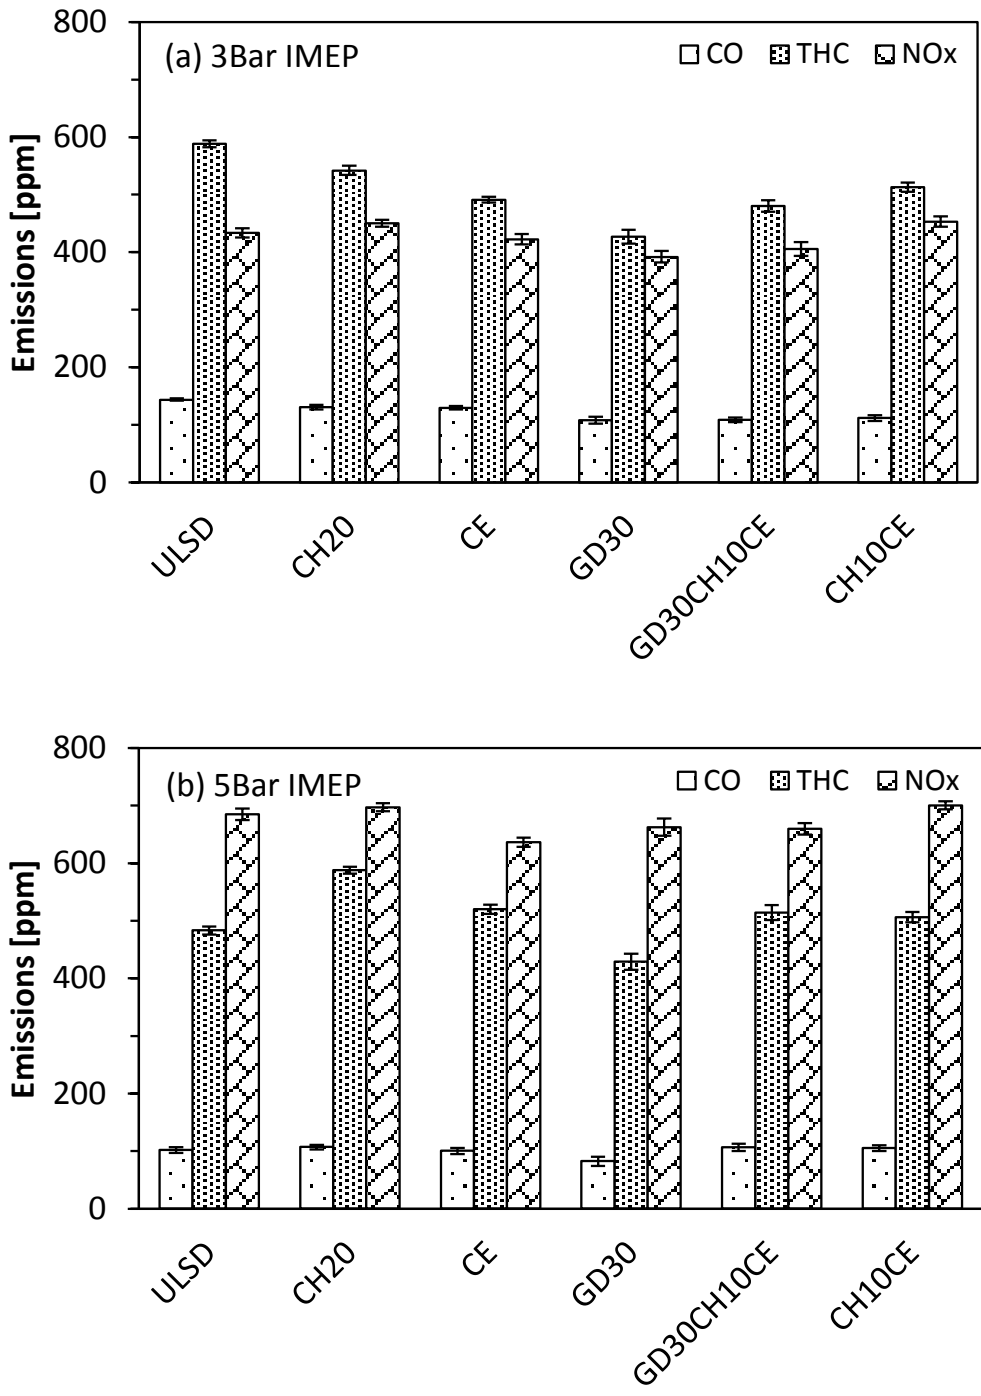 (a) 3Bar IMEP
CO THC NOx
Emissions [ppm]
800
600
400
200
0
ULSD
CH20
CE
GD30
GD30CH10CE
CH10CE
(b) 5Bar IMEP
CO THC NOx
Emissions [ppm]
800
600
400
200
0
ULSD
CH20
CE
GD30
GD30CH10CE
CH10CE